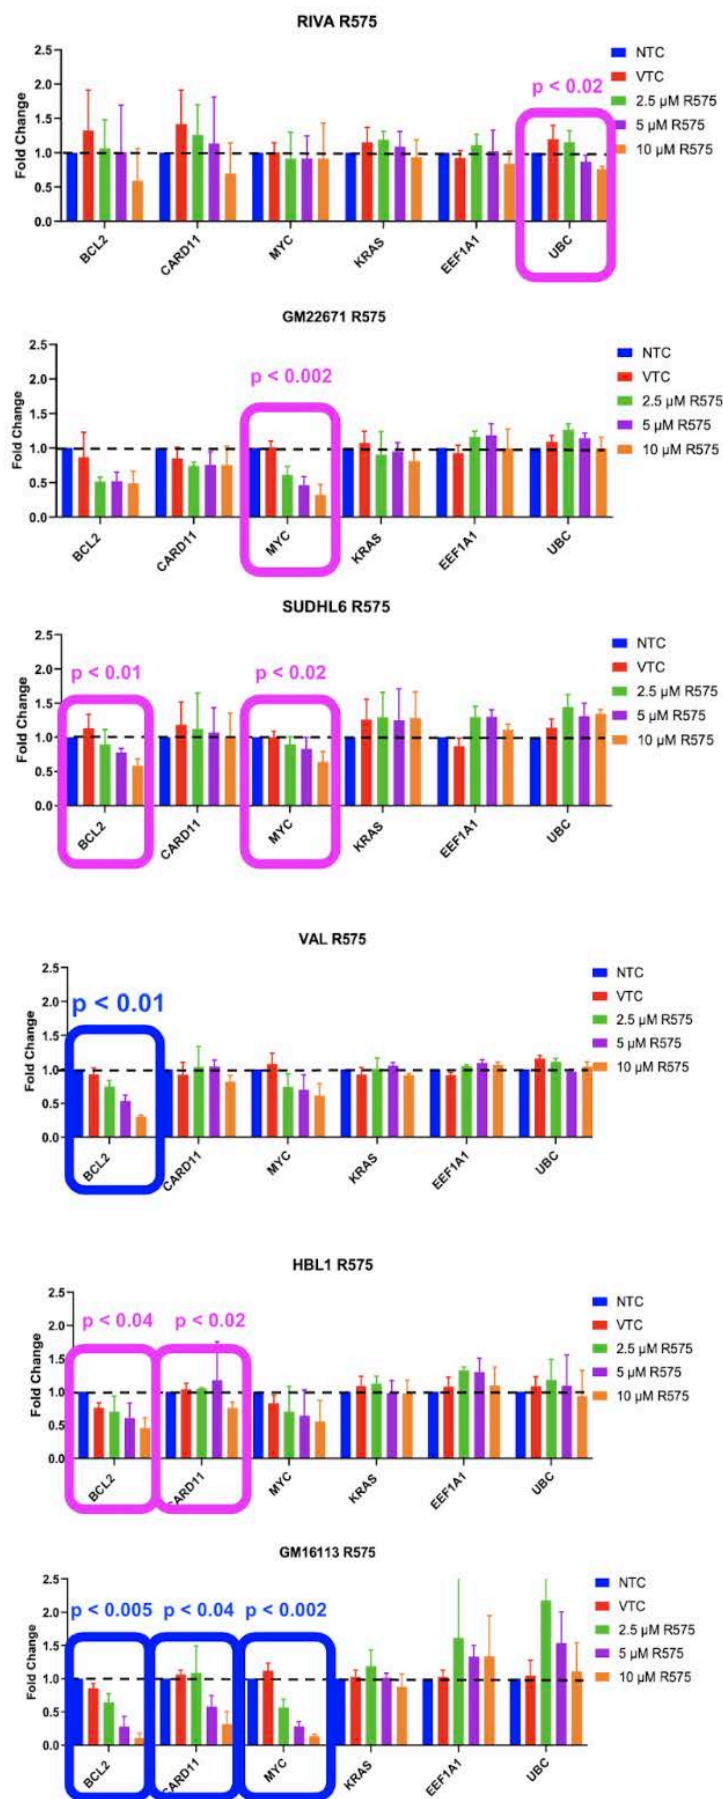 RIVA R575
2.5
2.0
1.5
1.0
0.5
0.0
Fold Change
p < 0.02
NTC
VTC
2.5 µM R575
5 µM R575
10 µM R575
BCL2
CARD11
MYC
KRAS
EEF1A1
UBC
GM22671 R575
2.5
2.0
1.5
1.0
0.5
0.0
Fold Change
p < 0.002
NTC
VTC
2.5 µM R575
5 µM R575
10 µM R575
BCL2
CARD11
MYC
KRAS
EEF1A1
UBC
SUDHL6 R575
2.5
2.0
1.5
1.0
0.5
0.0
Fold Change
p < 0.01
p < 0.02
NTC
VTC
2.5 µM R575
5 µM R575
10 µM R575
BCL2
CARD11
MYC
KRAS
EEF1A1
UBC
VAL R575
2.5
2.0
1.5
1.0
0.5
0.0
Fold Change
p < 0.01
NTC
VTC
2.5 µM R575
5 µM R575
10 µM R575
BCL2
CARD11
MYC
KRAS
EEF1A1
UBC
HBL1 R575
2.5
2.0
1.5
1.0
0.5
0.0
Fold Change
p < 0.04
p < 0.02
NTC
VTC
2.5 µM R575
5 µM R575
10 µM R575
BCL2
CARD11
MYC
KRAS
EEF1A1
UBC
GM16113 R575
2.5
2.0
1.5
1.0
0.5
0.0
Fold Change
p < 0.005
p < 0.04
p < 0.002
NTC
VTC
2.5 µM R575
5 µM R575
10 µM R575
BCL2
CARD11
MYC
KRAS
EEF1A1
UBC